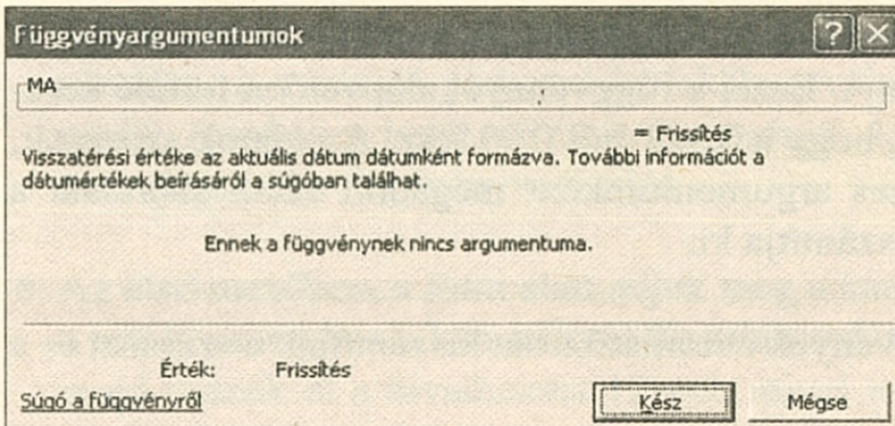 Függvényargumentumok
MA
= Frissítés
Visszatérési értéke az aktuális dátum dátumként formázva. További információt a
dátumértékek beírásáról a súgóban találhat.
Ennek a függvénynek nincs argumentuma.
Érték: Frissítés
Súgó a függvényről
Kész
Mégse